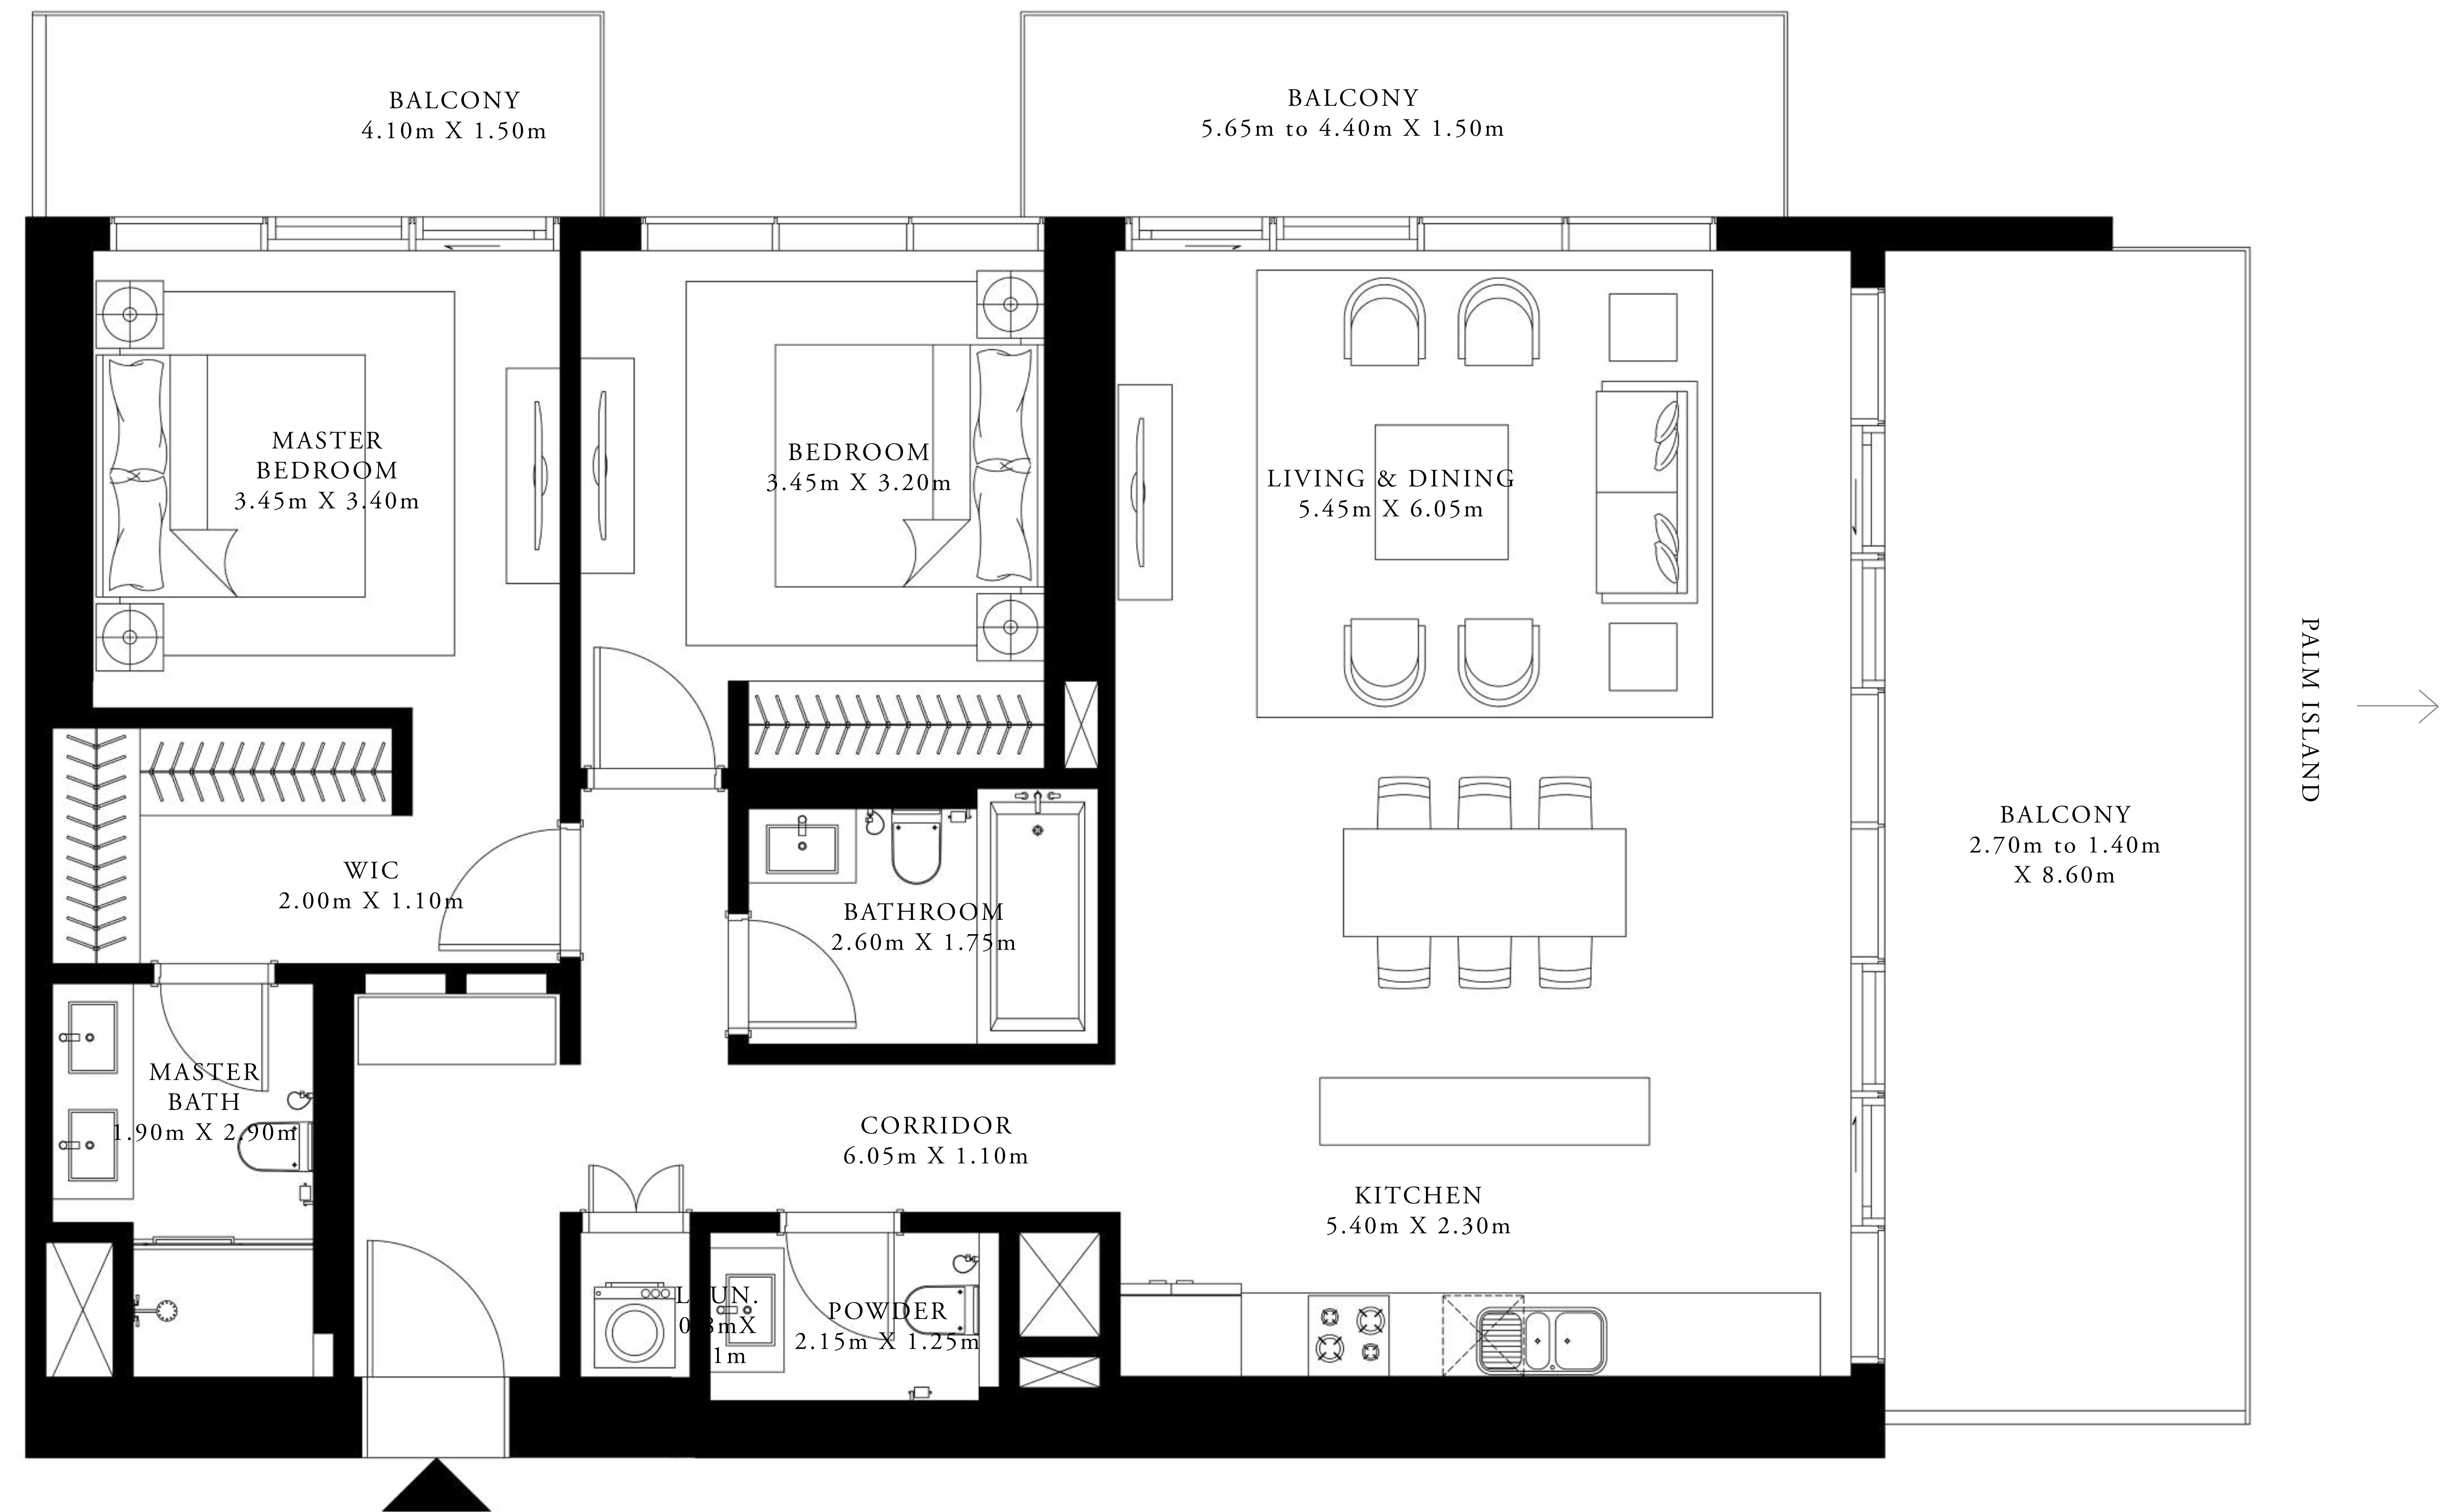 BALCONY
4.10m X 1.50m
BALCONY
5.65m to 4.40m X 1.50m
MASTER
BEDROOM
3.45m X 3.40m
BEDROOM
3.45m X 3.20m
LIVING & DINING
5.45m X 6.05m
PALM ISLAND
BALCONY
2.70m to 1.40m
X 8.60m
WIC
2.00m X 1.10m
BATHROOM
2.60m X 1.75m
MASTER
BATH
1.90m X 2.90m
CORRIDOR
6.05m X 1.10m
KITCHEN
5.40m X 2.30m
LAUN.
0.8mX
1m
POWDER
2.15m X 1.25m